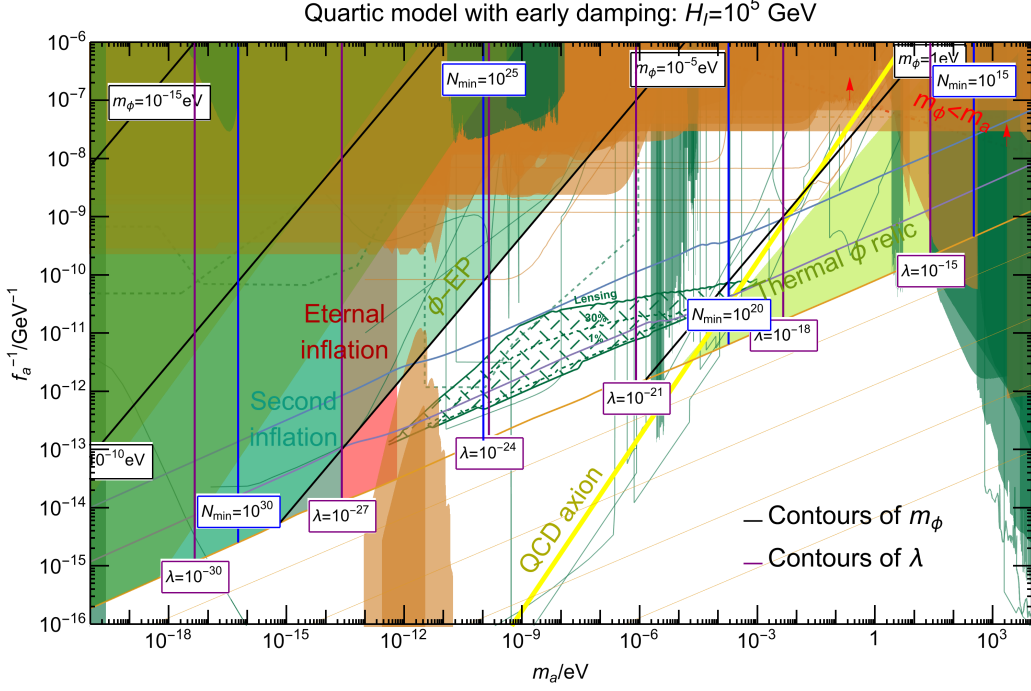 Quartic model with early damping: H_I=10^5 GeV
10^-6
10^-7
10^-8
10^-9
10^-10
10^-11
10^-12
10^-13
10^-14
10^-15
10^-16
f_a^-1/GeV^-1
m_ϕ=10^-15eV
N_min=10^25
m_ϕ=10^-5eV
m_ϕ=1eV
N_min=10^15
m_ϕ<m_a
Thermal ϕ relic
ϕ-EP
λ=10^-15
Lensing
30%
1%
Eternal
inflation
N_min=10^20
λ=10^-18
Second
inflation
λ=10^-21
0^-10eV
λ=10^-24
N_min=10^30
λ=10^-27
QCD axion
λ=10^-30
Contours of m_ϕ
Contours of λ
10^-18
10^-15
10^-12
10^-9
10^-6
10^-3
1
10^3
m_a/eV